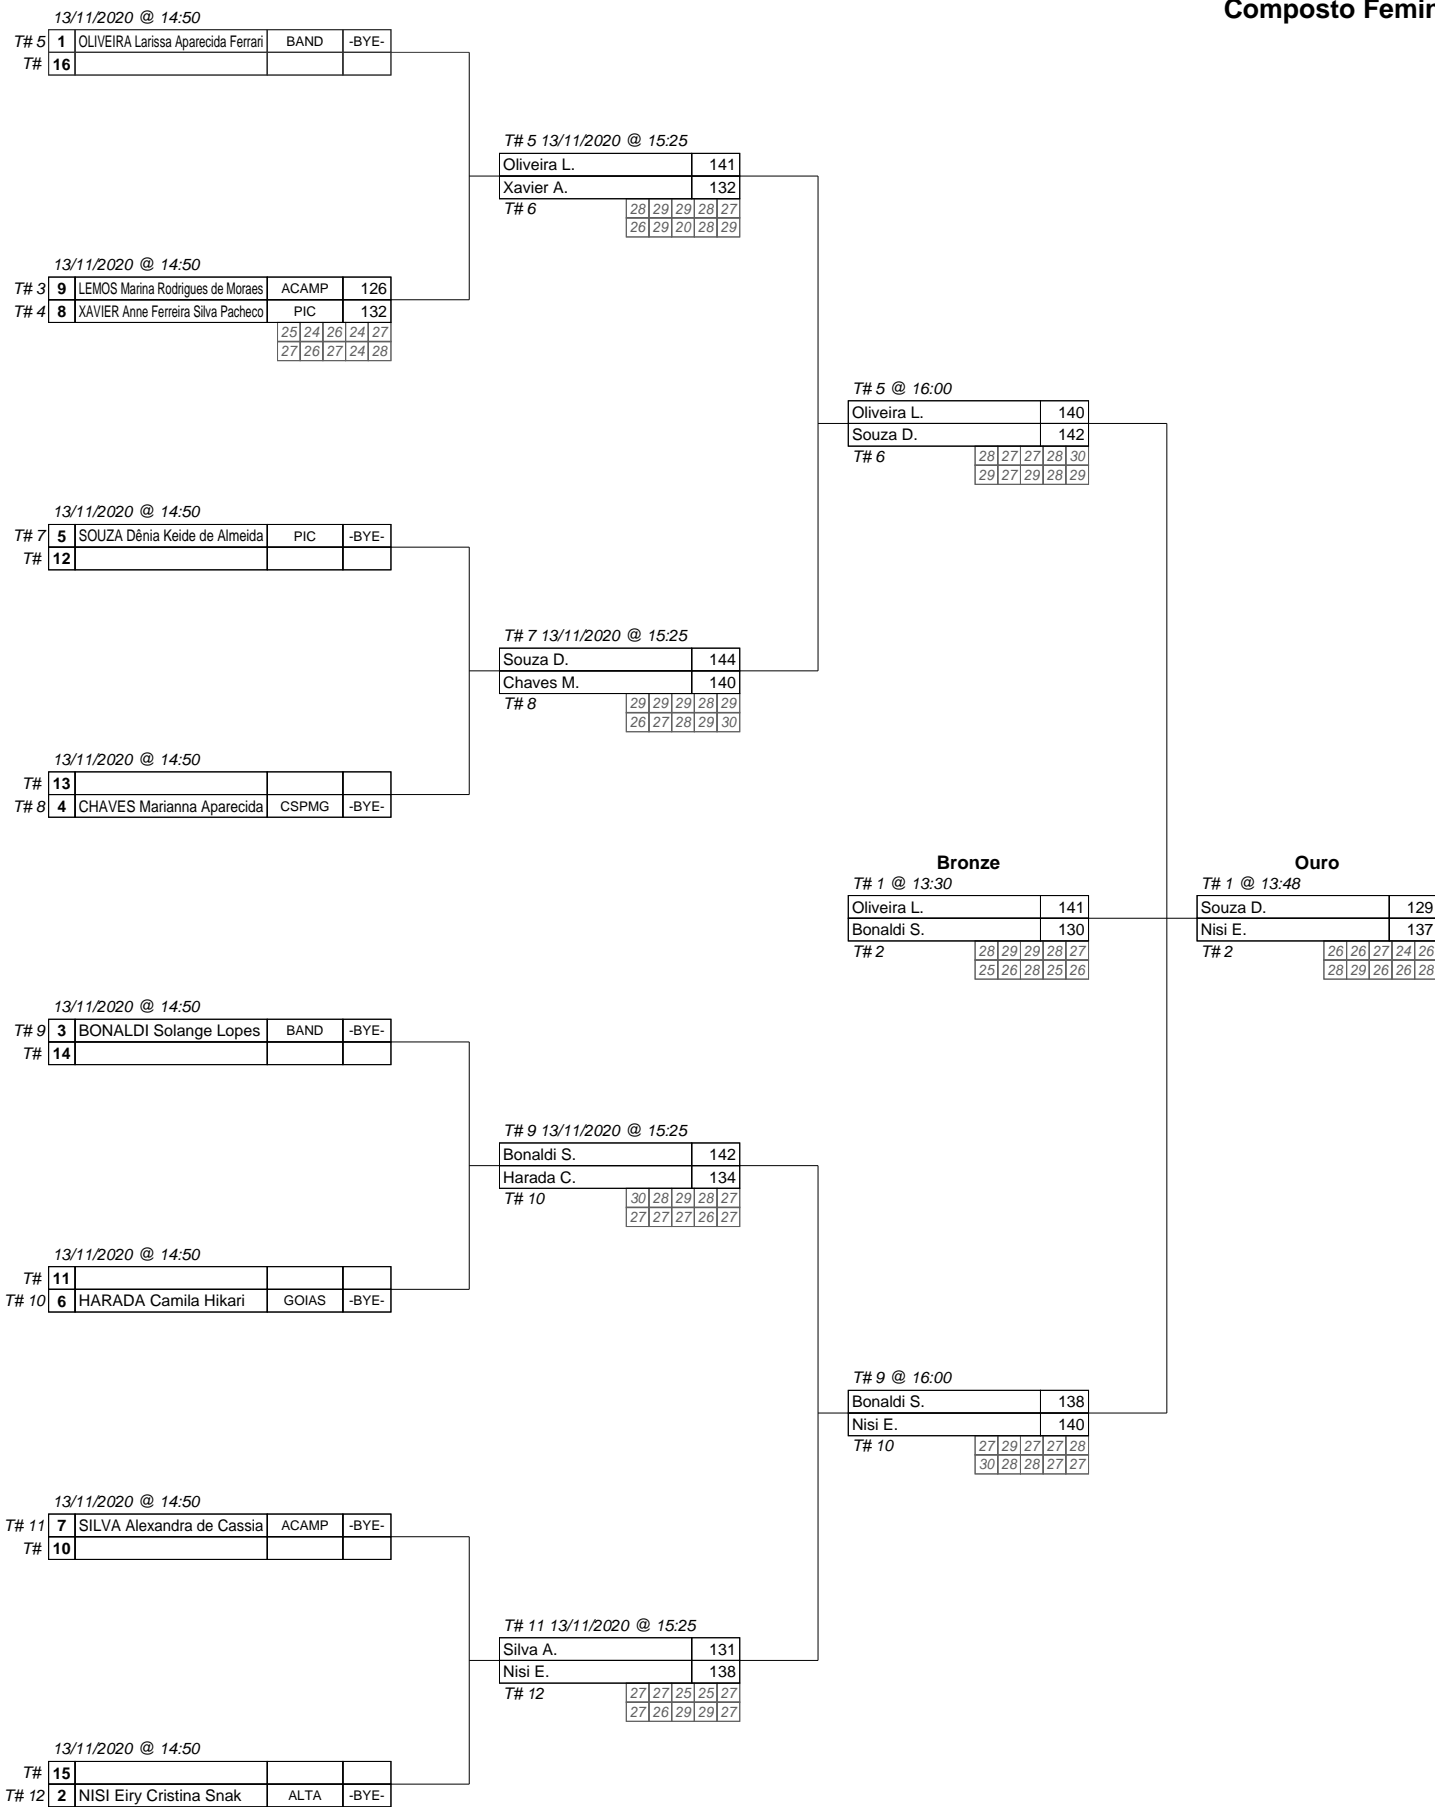 Composto Femin
13/11/2020 @ 14:50
T# 5 1 OLIVEIRA Larissa Aparecida Ferrari BAND -BYE-
T# 16
T# 5 13/11/2020 @ 15:25
Oliveira L. 141
Xavier A. 132
T# 6 28 29 29 28 27
26 29 20 28 29
13/11/2020 @ 14:50
T# 3 9 LEMOS Marina Rodrigues de Moraes ACAMP 126
T# 4 8 XAVIER Anne Ferreira Silva Pacheco PIC 132
25 24 26 24 27
27 26 27 24 28
T# 5 @ 16:00
Oliveira L. 140
Souza D. 142
T# 6 28 27 27 28 30
29 27 29 28 29
13/11/2020 @ 14:50
T# 7 5 SOUZA Dênia Keide de Almeida PIC -BYE-
T# 12
T# 7 13/11/2020 @ 15:25
Souza D. 144
Chaves M. 140
T# 8 29 29 29 28 29
26 27 28 29 30
13/11/2020 @ 14:50
T# 13
T# 8 4 CHAVES Marianna Aparecida CSPMG -BYE-
Bronze
T# 1 @ 13:30
Oliveira L. 141
Bonaldi S. 130
T# 2 28 29 29 28 27
25 26 28 25 26
Ouro
T# 1 @ 13:48
Souza D. 129
Nisi E. 137
T# 2 26 26 27 24 26
28 29 26 26 28
13/11/2020 @ 14:50
T# 9 3 BONALDI Solange Lopes BAND -BYE-
T# 14
T# 9 13/11/2020 @ 15:25
Bonaldi S. 142
Harada C. 134
T# 10 30 28 29 28 27
27 27 27 26 27
13/11/2020 @ 14:50
T# 11
T# 10 6 HARADA Camila Hikari GOIAS -BYE-
T# 9 @ 16:00
Bonaldi S. 138
Nisi E. 140
T# 10 27 29 27 27 28
30 28 28 27 27
13/11/2020 @ 14:50
T# 11 7 SILVA Alexandra de Cassia ACAMP -BYE-
T# 10
T# 11 13/11/2020 @ 15:25
Silva A. 131
Nisi E. 138
T# 12 27 27 25 25 27
27 26 29 29 27
13/11/2020 @ 14:50
T# 15
T# 12 2 NISI Eiry Cristina Snak ALTA -BYE-